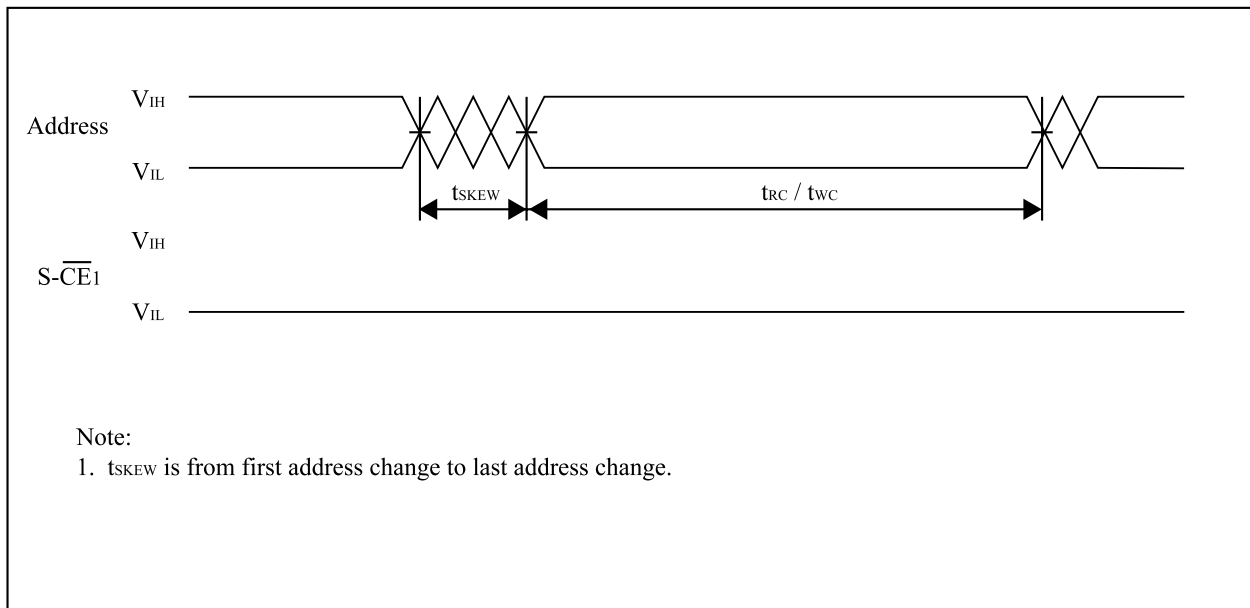 VIH
Address
VIL
tSKEW
tRC / tWC
VIH
S-C̅E̅1
VIL
Note:
1. tSKEW is from first address change to last address change.